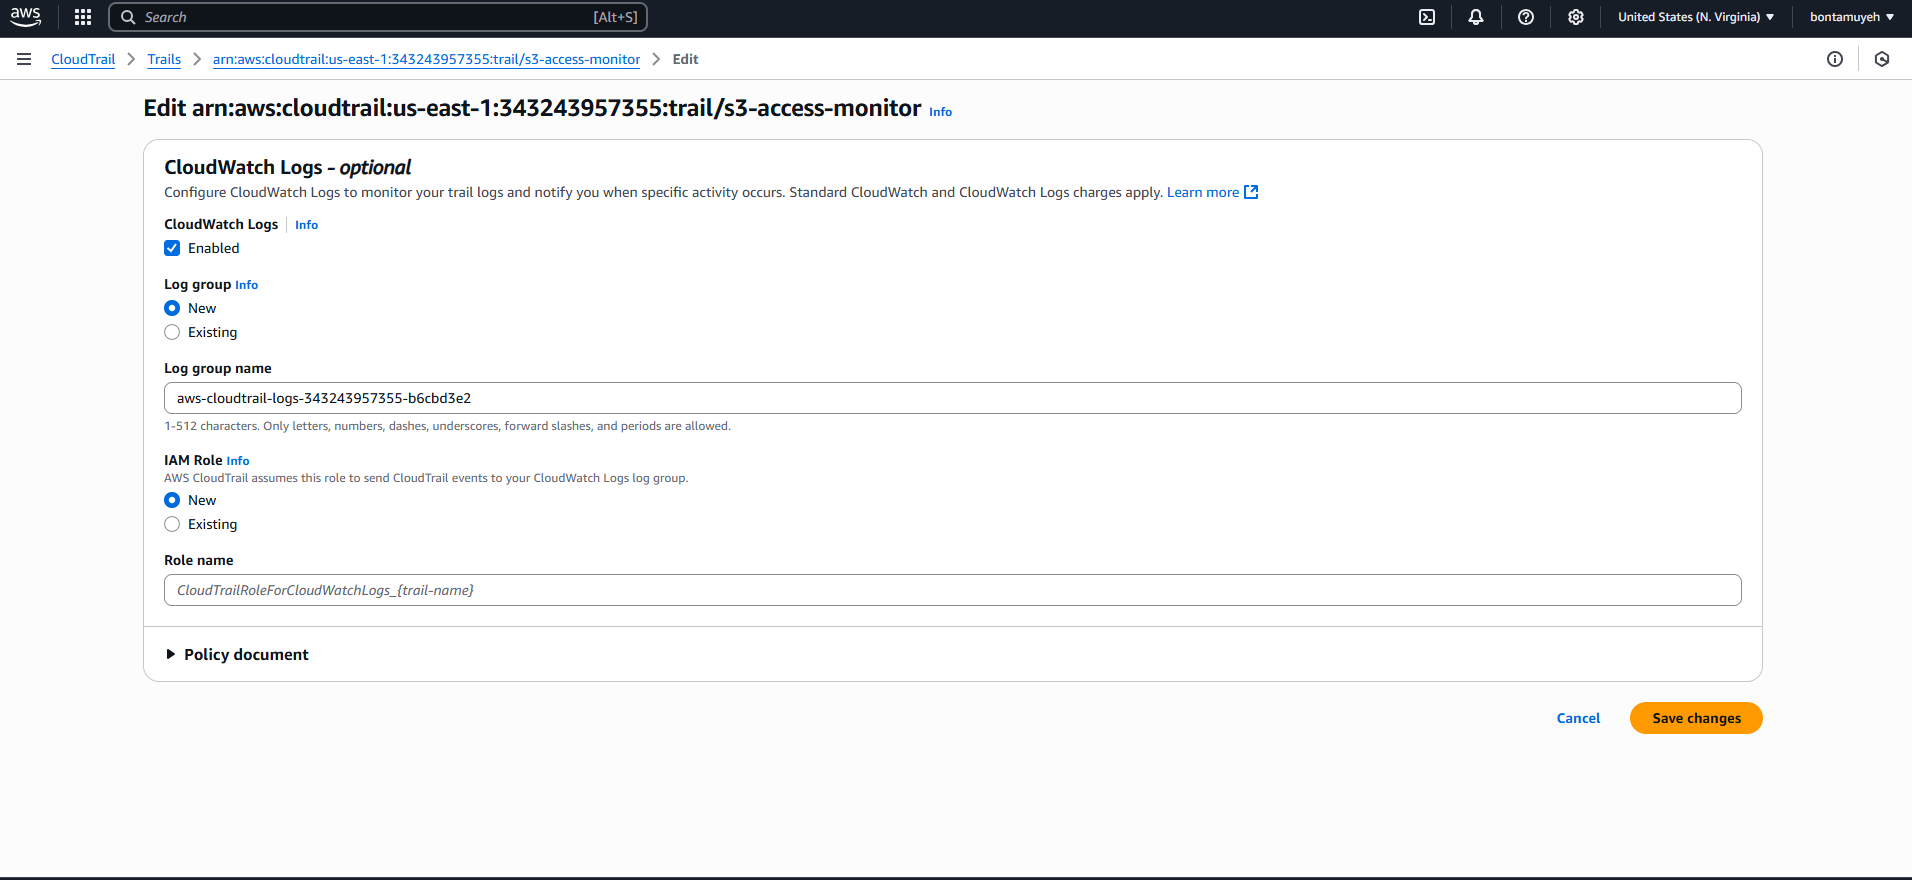 aws
Search [Alt+S]
United States (N. Virginia)
bontamuyeh
CloudTrail
Trails
arn:aws:cloudtrail:us-east-1:343243957355:trail/s3-access-monitor
Edit
Edit arn:aws:cloudtrail:us-east-1:343243957355:trail/s3-access-monitor Info
CloudWatch Logs - optional
Configure CloudWatch Logs to monitor your trail logs and notify you when specific activity occurs. Standard CloudWatch and CloudWatch Logs charges apply. Learn more
CloudWatch Logs Info
Enabled
Log group Info
New
Existing
Log group name
aws-cloudtrail-logs-343243957355-b6cbd3e2
1-512 characters. Only letters, numbers, dashes, underscores, forward slashes, and periods are allowed.
IAM Role Info
AWS CloudTrail assumes this role to send CloudTrail events to your CloudWatch Logs log group.
New
Existing
Role name
CloudTrailRoleForCloudWatchLogs_{trail-name}
Policy document
Cancel
Save changes